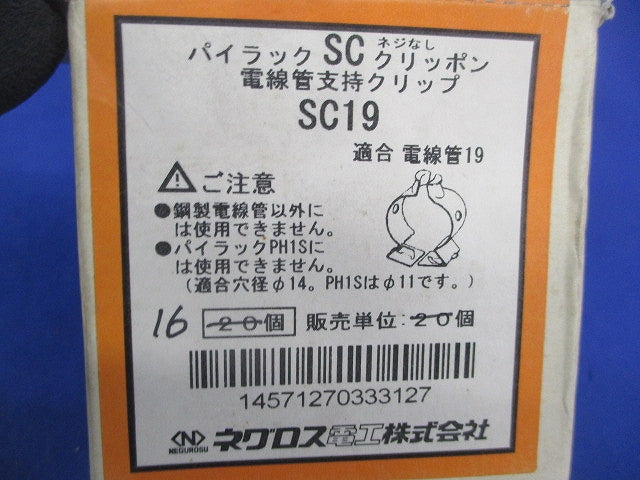 パイラック SC ネジなし クリッポン
電線管支持クリップ
SC19
適合 電線管19
ご注意
●鋼製電線管以外に
は使用できません。
●パイラックPH1Sに
は使用できません。
(適合穴径φ14。PH1Sはφ11です。)
16 20個 販売単位:20個
14571270333127
N NEGUROSU ネグロス電工株式会社